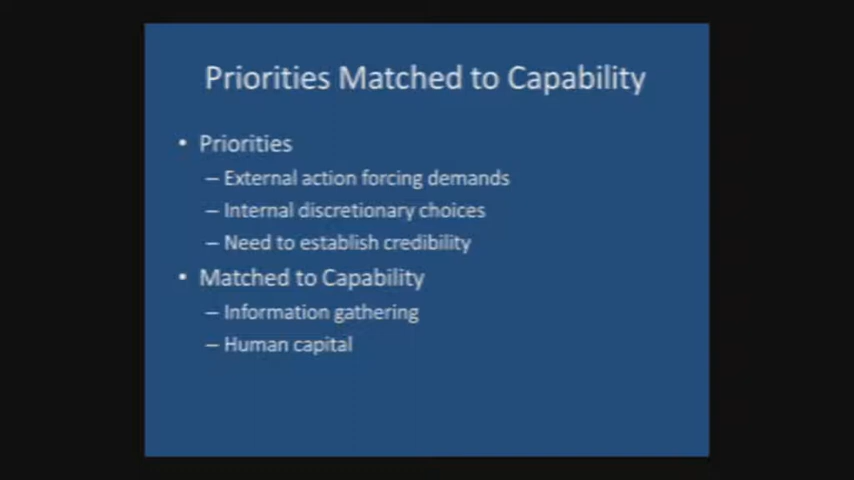 Priorities Matched to Capability
• Priorities
– External action forcing demands
– Internal discretionary choices
– Need to establish credibility
• Matched to Capability
– Information gathering
– Human capital